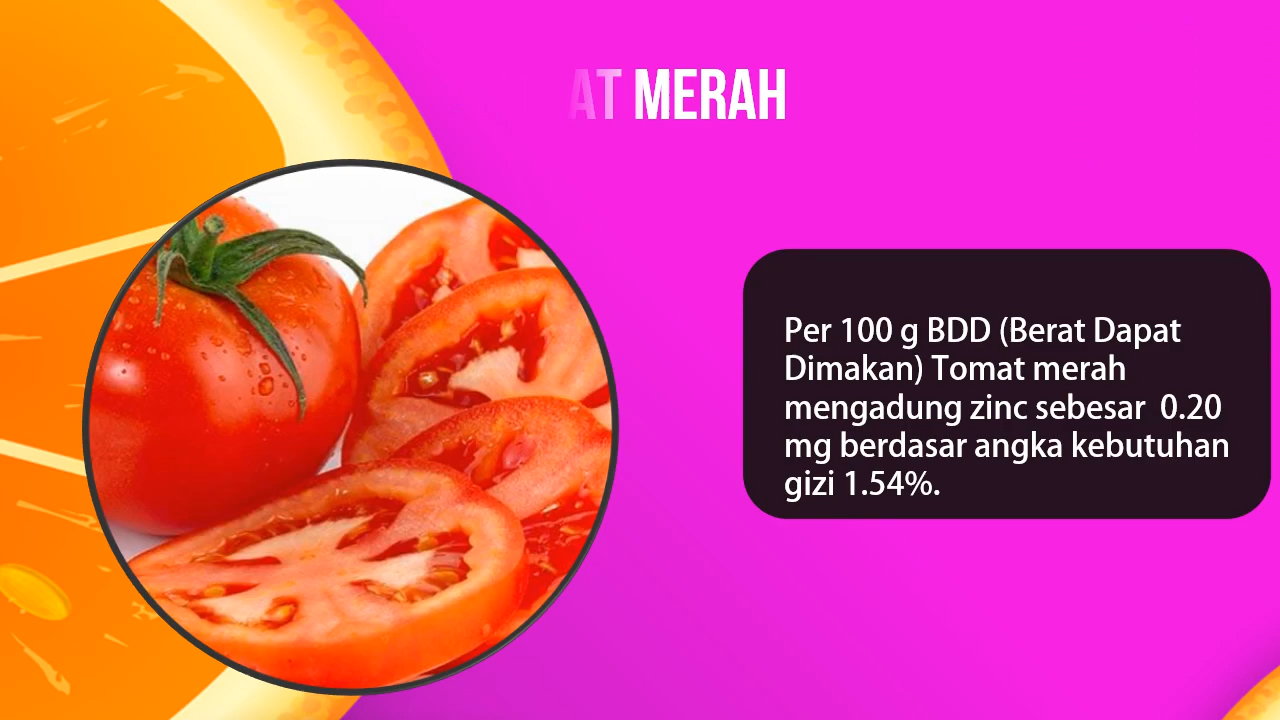 AT MERAH
Per 100 g BDD (Berat Dapat
Dimakan) Tomat merah
mengadung zinc sebesar 0.20
mg berdasar angka kebutuhan
gizi 1.54%.